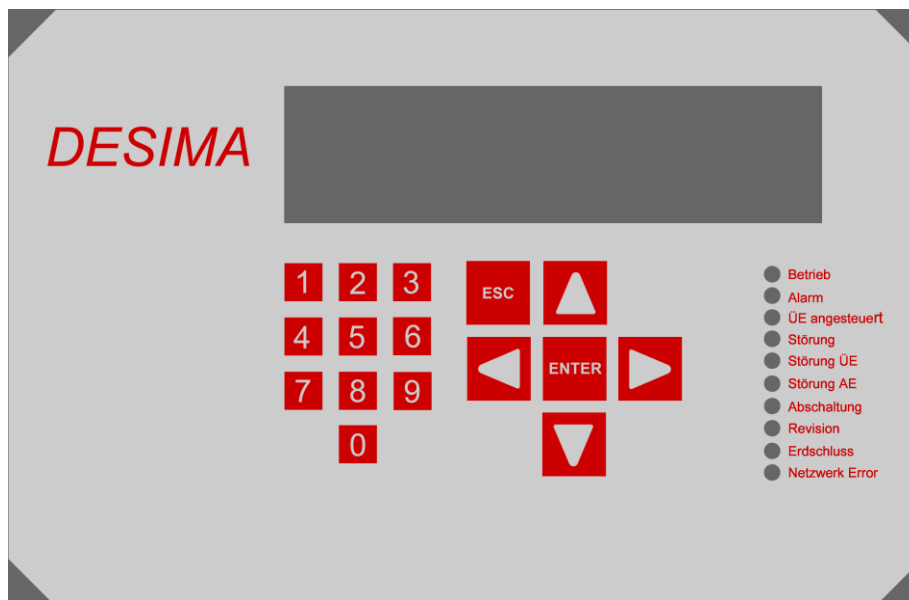 DESIMA
1 2 3
4 5 6
7 8 9
0
ESC
ENTER
Betrieb
Alarm
ÜE angesteuert
Störung
Störung ÜE
Störung AE
Abschaltung
Revision
Erdschluss
Netzwerk Error